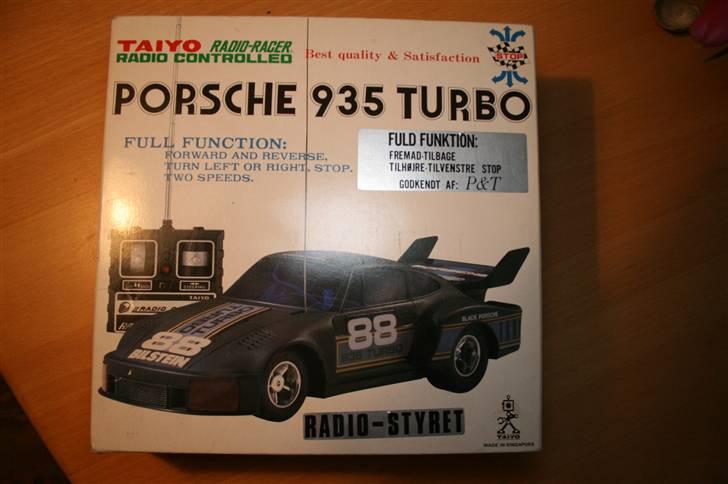 TAIYO RADIO-RACER
RADIO CONTROLLED
Best quality & Satisfaction
STOP
PORSCHE 935 TURBO
FULL FUNCTION:
FORWARD AND REVERSE.
TURN LEFT OR RIGHT, STOP.
TWO SPEEDS.
FULD FUNKTION:
FREMAD-TILBAGE
TILHØJRE-TILVENSTRE STOP
GODKENDT AF: P&T
TAIYO
88
BILSTEIN
88
935 TURBO
BLACK PORSCHE
RADIO-STYRET
TAIYO
MADE IN SINGAPORE